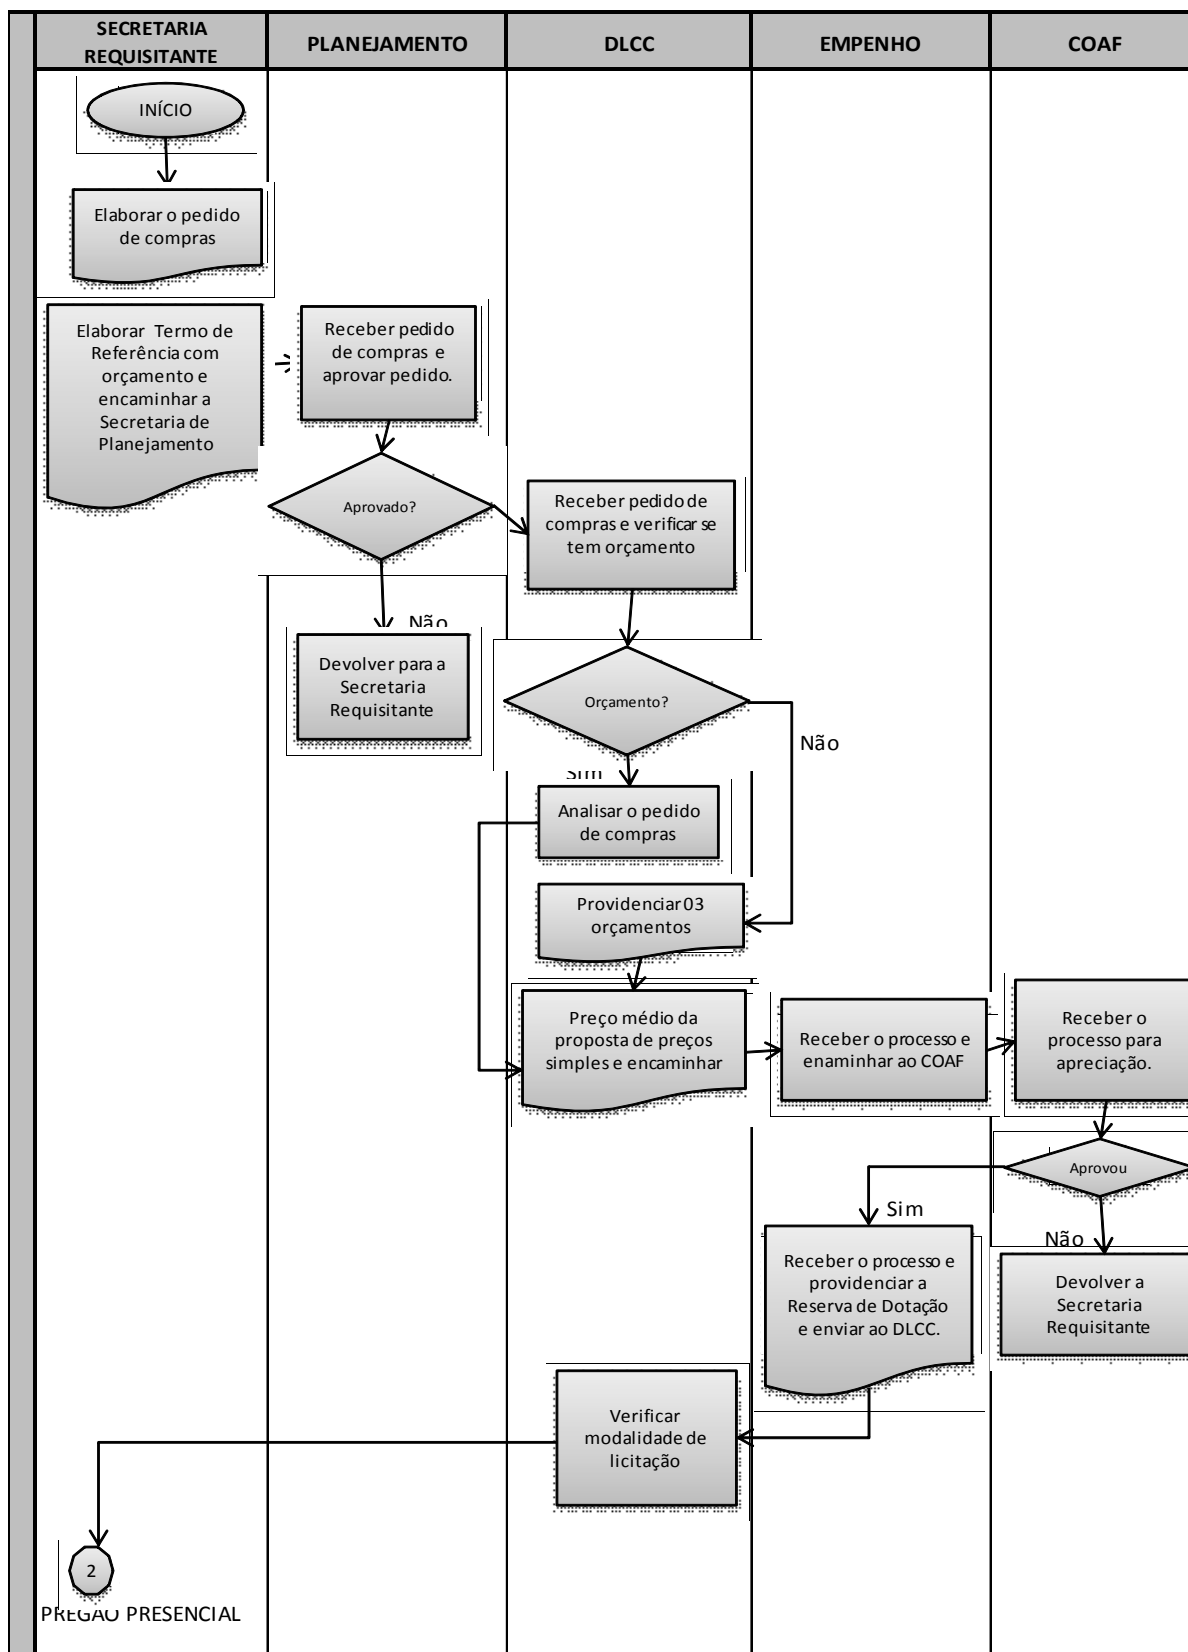 SECRETARIA
REQUISITANTE
PLANEJAMENTO
DLCC
EMPENHO
COAF
INÍCIO
Elaborar o pedido
de compras
Elaborar Termo de
Referência com
orçamento e
encaminhar a
Secretaria de
Planejamento
Receber pedido
de compras e
aprovar pedido.
Aprovado?
Receber pedido de
compras e verificar se
tem orçamento
Não
Devolver para a
Secretaria
Requisitante
Orçamento?
Não
Sim
Analisar o pedido
de compras
Providenciar 03
orçamentos
Preço médio da
proposta de preços
simples e encaminhar
Receber o processo e
enaminhar ao COAF
Receber o
processo para
apreciação.
Aprovou
Sim
Não
Receber o processo e
providenciar a
Reserva de Dotação
e enviar ao DLCC.
Devolver a
Secretaria
Requisitante
Verificar
modalidade de
licitação
2
PREGÃO PRESENCIAL